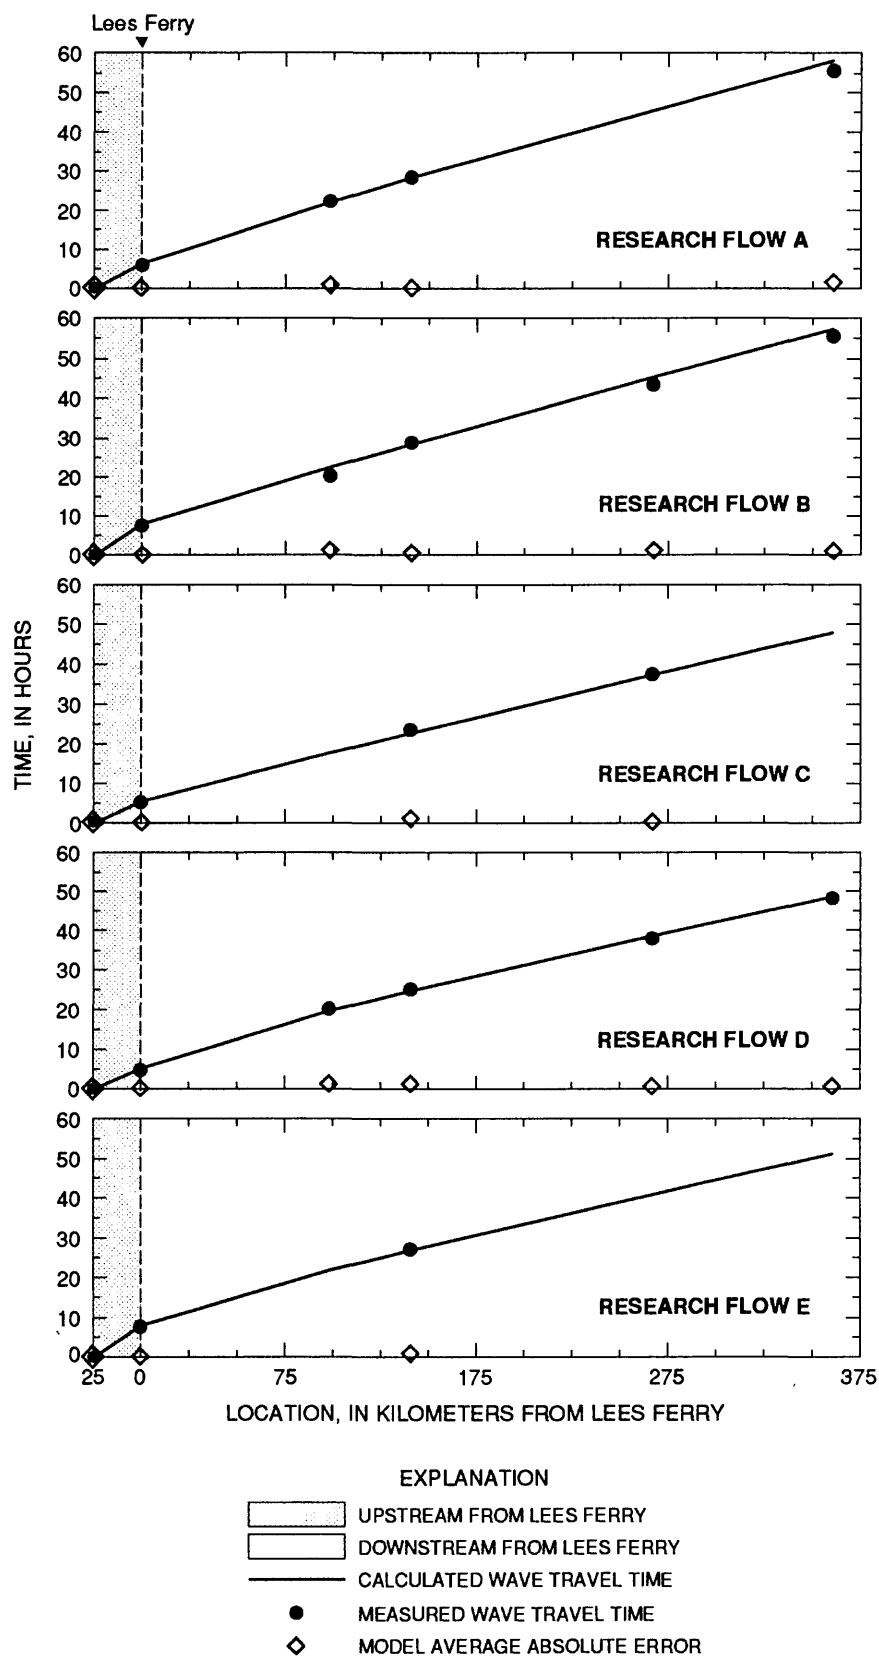 Lees Ferry
60
50
40
30
20
10
0
RESEARCH FLOW A
60
50
40
30
20
10
0
RESEARCH FLOW B
60
50
40
30
20
10
0
RESEARCH FLOW C
60
50
40
30
20
10
0
RESEARCH FLOW D
60
50
40
30
20
10
0
RESEARCH FLOW E
TIME, IN HOURS
25 0 75 175 275 375
LOCATION, IN KILOMETERS FROM LEES FERRY
EXPLANATION
UPSTREAM FROM LEES FERRY
DOWNSTREAM FROM LEES FERRY
CALCULATED WAVE TRAVEL TIME
MEASURED WAVE TRAVEL TIME
MODEL AVERAGE ABSOLUTE ERROR